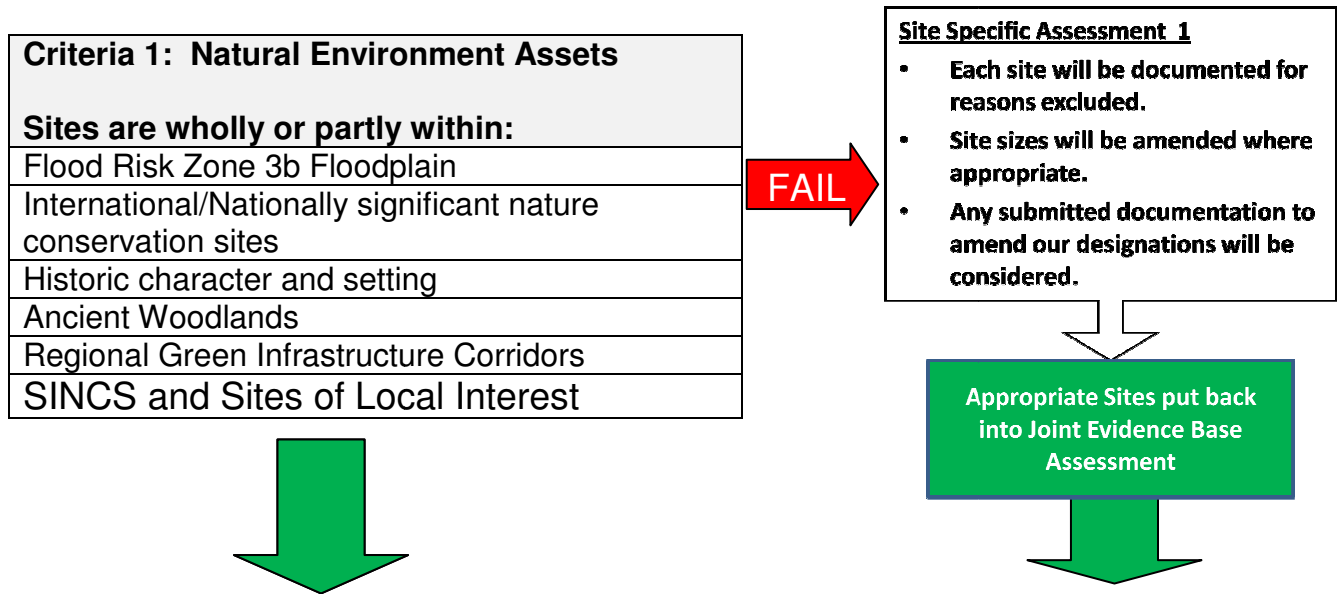 Criteria 1: Natural Environment Assets
Sites are wholly or partly within:
Flood Risk Zone 3b Floodplain
International/Nationally significant nature
conservation sites
Historic character and setting
Ancient Woodlands
Regional Green Infrastructure Corridors
SINCS and Sites of Local Interest
FAIL
Site Specific Assessment 1
• Each site will be documented for
reasons excluded.
• Site sizes will be amended where
appropriate.
• Any submitted documentation to
amend our designations will be
considered.
Appropriate Sites put back
into Joint Evidence Base
Assessment